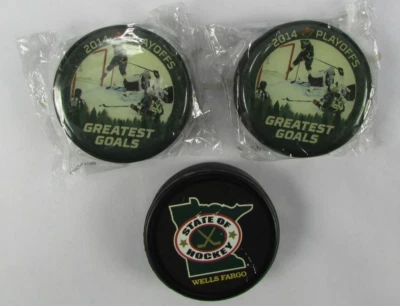 2014 PLAYOFFS
GREATEST
GOALS
2014 PLAYOFFS
GREATEST
GOALS
STATE OF
HOCKEY
WELLS FARGO